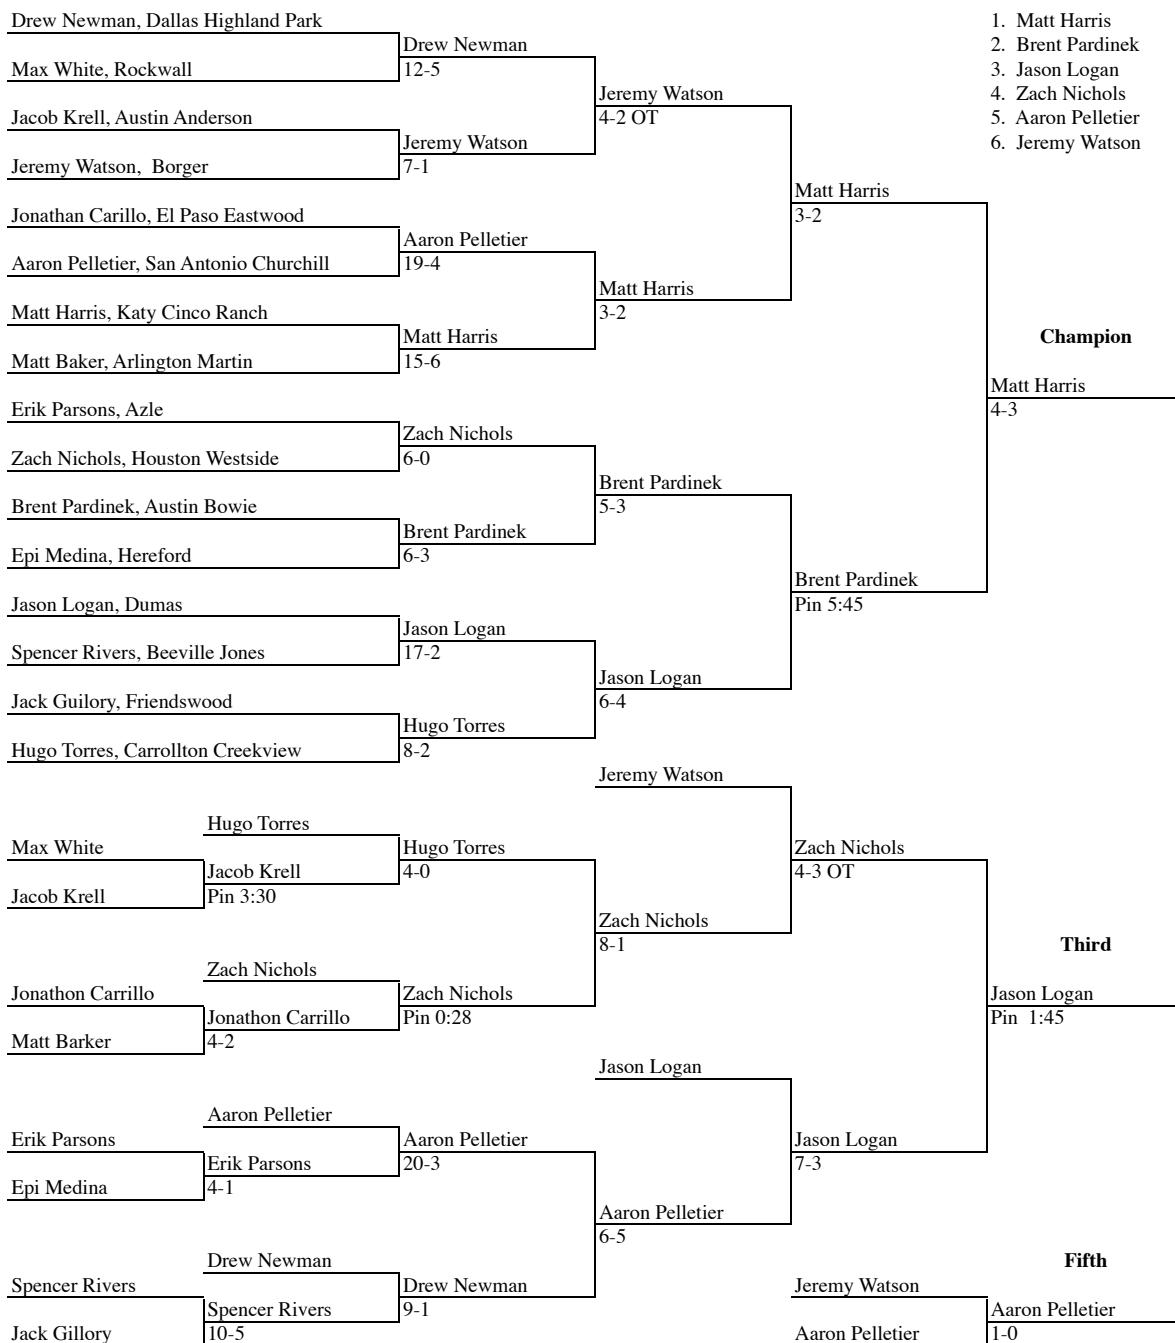 Drew Newman, Dallas Highland Park
Drew Newman
Max White, Rockwall
12-5
Jeremy Watson
4-2 OT
Jacob Krell, Austin Anderson
Jeremy Watson
Jeremy Watson,  Borger
7-1
Matt Harris
3-2
Jonathan Carillo, El Paso Eastwood
Aaron Pelletier
Aaron Pelletier, San Antonio Churchill
19-4
Matt Harris
3-2
Matt Harris, Katy Cinco Ranch
Matt Harris
Matt Baker, Arlington Martin
15-6
1.  Matt Harris
2.  Brent Pardinek
3.  Jason Logan
4.  Zach Nichols
5.  Aaron Pelletier
6.  Jeremy Watson
Champion
Matt Harris
4-3
Erik Parsons, Azle
Zach Nichols
Zach Nichols, Houston Westside
6-0
Brent Pardinek
5-3
Brent Pardinek, Austin Bowie
Brent Pardinek
Epi Medina, Hereford
6-3
Brent Pardinek
Pin 5:45
Jason Logan, Dumas
Jason Logan
Spencer Rivers, Beeville Jones
17-2
Jason Logan
6-4
Jack Guilory, Friendswood
Hugo Torres
Hugo Torres, Carrollton Creekview
8-2
Jeremy Watson
Hugo Torres
Max White
Hugo Torres
Zach Nichols
Jacob Krell
4-0
4-3 OT
Jacob Krell
Pin 3:30
Zach Nichols
8-1
Third
Zach Nichols
Jonathon Carrillo
Zach Nichols
Jason Logan
Jonathon Carrillo
Pin 0:28
Pin  1:45
Matt Barker
4-2
Jason Logan
Aaron Pelletier
Erik Parsons
Aaron Pelletier
Jason Logan
Erik Parsons
20-3
7-3
Epi Medina
4-1
Aaron Pelletier
6-5
Drew Newman
Fifth
Spencer Rivers
Drew Newman
Jeremy Watson
Spencer Rivers
9-1
Aaron Pelletier
Jack Gillory
10-5
Aaron Pelletier
1-0